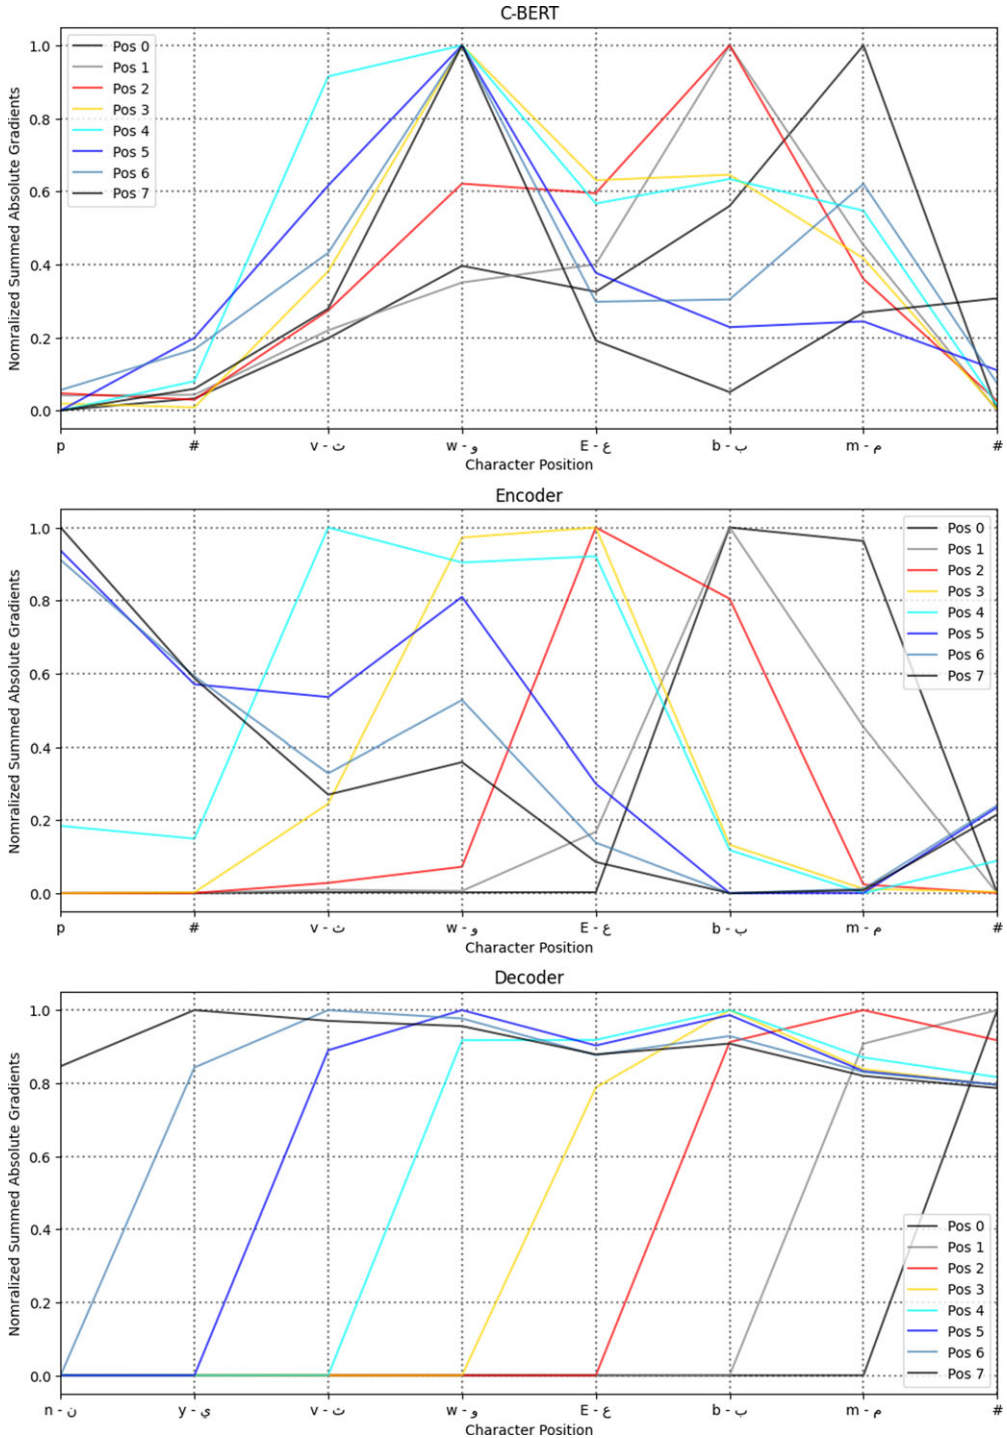 C-BERT
Nomralized Summed Absolute Gradients
1.0
0.8
0.6
0.4
0.2
0.0
Pos 0
Pos 1
Pos 2
Pos 3
Pos 4
Pos 5
Pos 6
Pos 7
p # v - ث w - و E - ع b - ب m - م #
Character Position
Encoder
Nomralized Summed Absolute Gradients
1.0
0.8
0.6
0.4
0.2
0.0
Pos 0
Pos 1
Pos 2
Pos 3
Pos 4
Pos 5
Pos 6
Pos 7
p # v - ث w - و E - ع b - ب m - م #
Character Position
Decoder
Nomralized Summed Absolute Gradients
1.0
0.8
0.6
0.4
0.2
0.0
Pos 0
Pos 1
Pos 2
Pos 3
Pos 4
Pos 5
Pos 6
Pos 7
n - ن y - ي v - ث w - و E - ع b - ب m - م #
Character Position